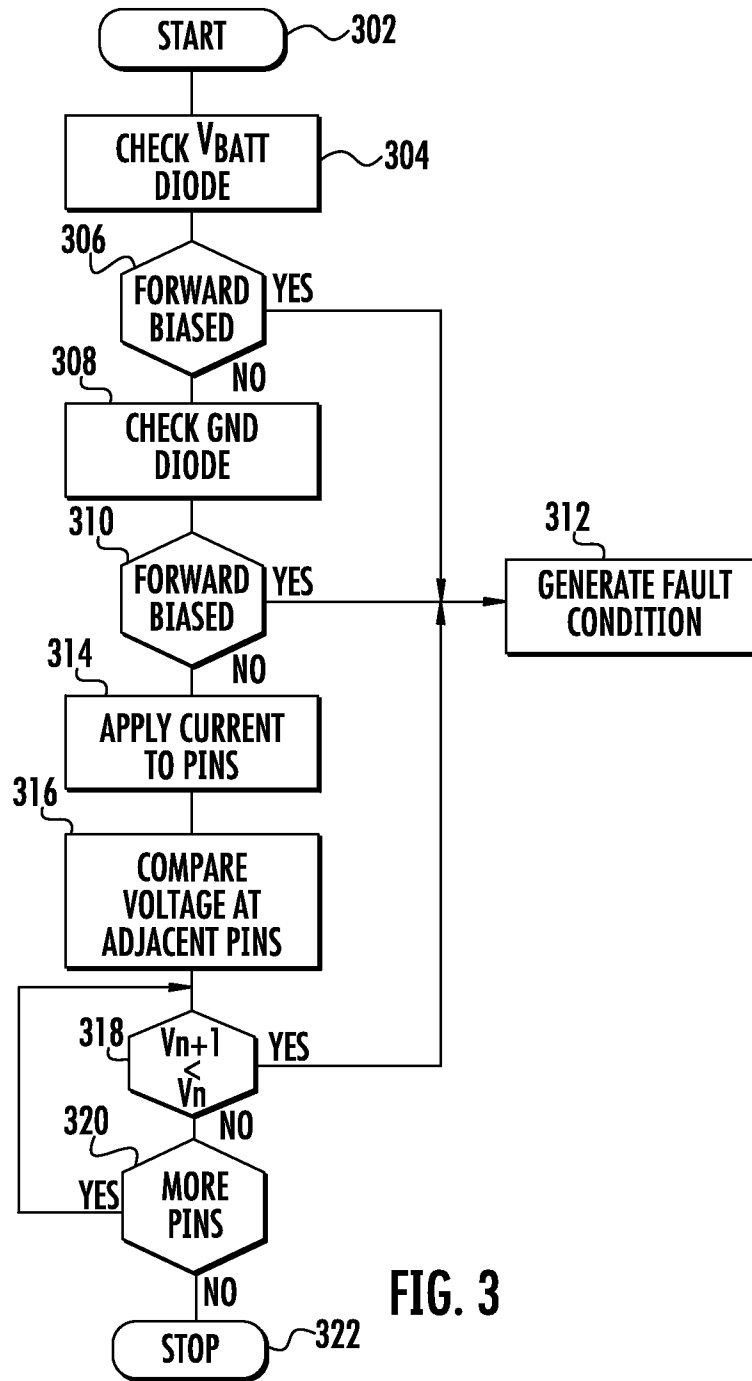 START
302
CHECK VBATT
DIODE
304
306
FORWARD
BIASED
YES
NO
308
CHECK GND
DIODE
310
FORWARD
BIASED
YES
NO
312
GENERATE FAULT
CONDITION
314
APPLY CURRENT
TO PINS
316
COMPARE
VOLTAGE AT
ADJACENT PINS
318
Vn+1
<
Vn
YES
NO
320
MORE
PINS
YES
NO
STOP
322
FIG. 3